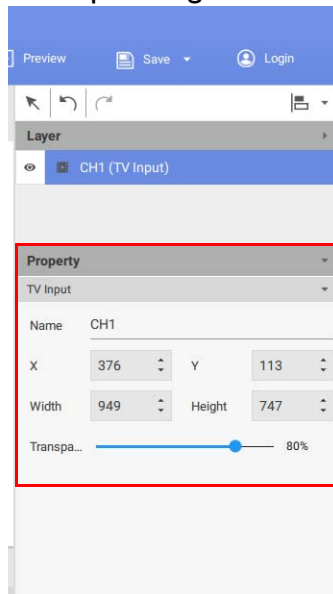 Preview Save Login
Layer
CH1 (TV Input)
Property
TV Input
Name CH1
X 376 Y 113
Width 949 Height 747
Transpa... 80%